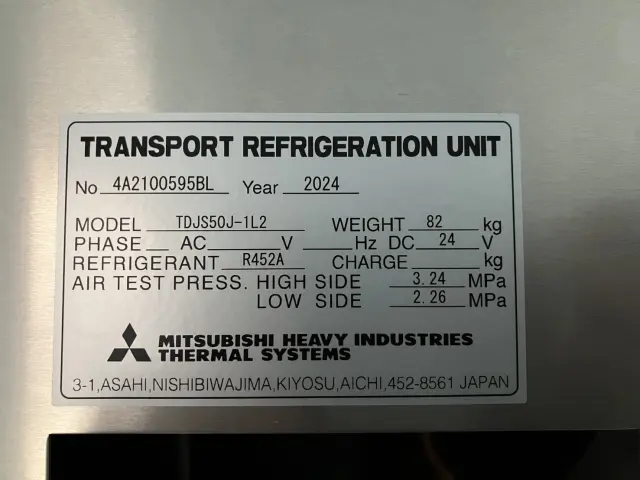 TRANSPORT REFRIGERATION UNIT
No 4A2100595BL Year 2024
MODEL TDJS50J-1L2 WEIGHT 82 kg
PHASE AC V Hz DC 24 V
REFRIGERANT R452A CHARGE kg
AIR TEST PRESS. HIGH SIDE 3.24 MPa
LOW SIDE 2.26 MPa
MITSUBISHI HEAVY INDUSTRIES
THERMAL SYSTEMS
3-1,ASAHI,NISHIBIWAJIMA,KIYOSU,AICHI,452-8561 JAPAN